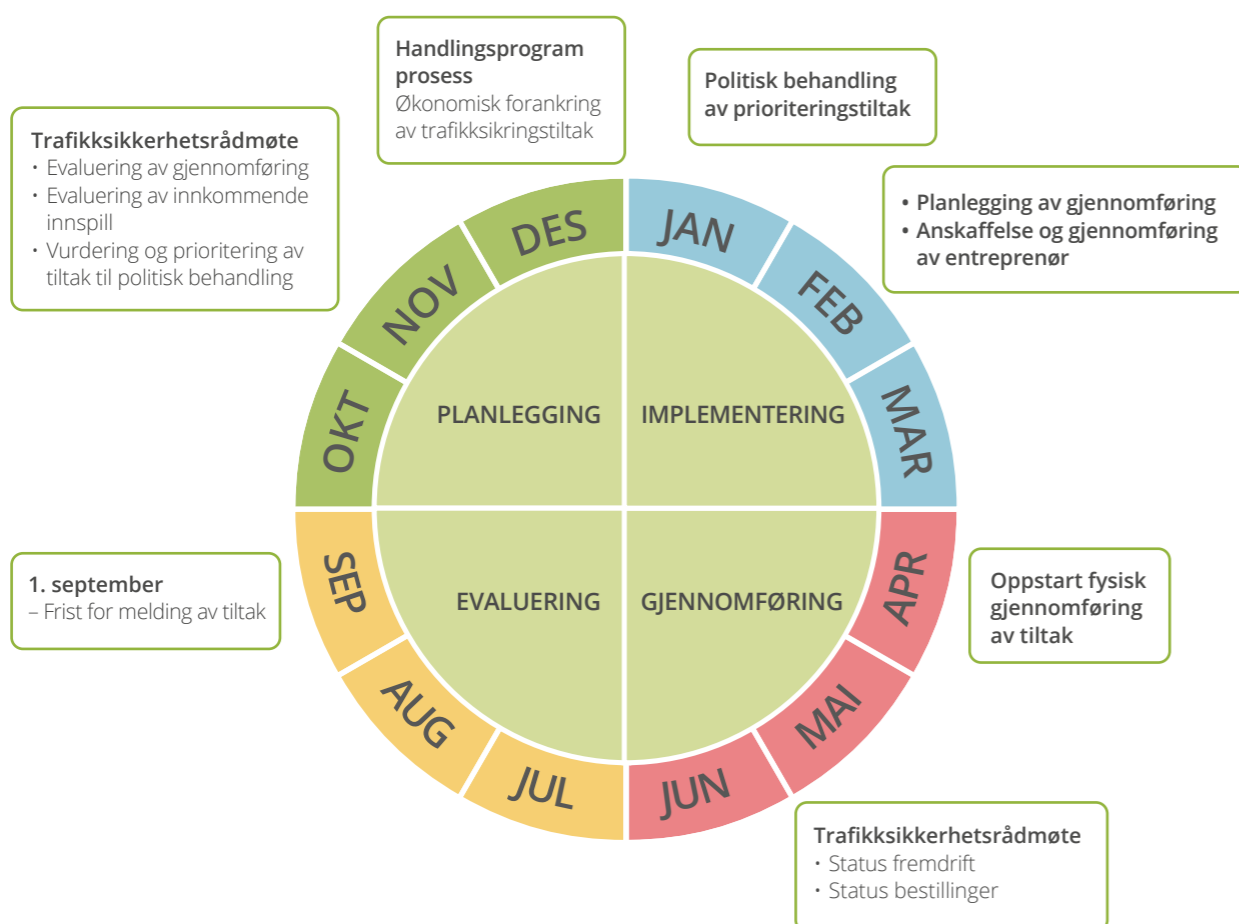 Handlingsprogram
prosess
Økonomisk forankring
av trafikksikringstiltak
Politisk behandling
av prioriteringstiltak
Trafikksikkerhetsrådmøte
· Evaluering av gjennomføring
· Evaluering av innkommende
innspill
· Vurdering og prioritering av
tiltak til politisk behandling
• Planlegging av gjennomføring
• Anskaffelse og gjennomføring
av entreprenør
DES
JAN
NOV
FEB
OKT
MAR
PLANLEGGING
IMPLEMENTERING
1. september
– Frist for melding av tiltak
SEP
EVALUERING
GJENNOMFØRING
APR
Oppstart fysisk
gjennomføring
av tiltak
AUG
MAI
JUL
JUN
Trafikksikkerhetsrådmøte
· Status fremdrift
· Status bestillinger